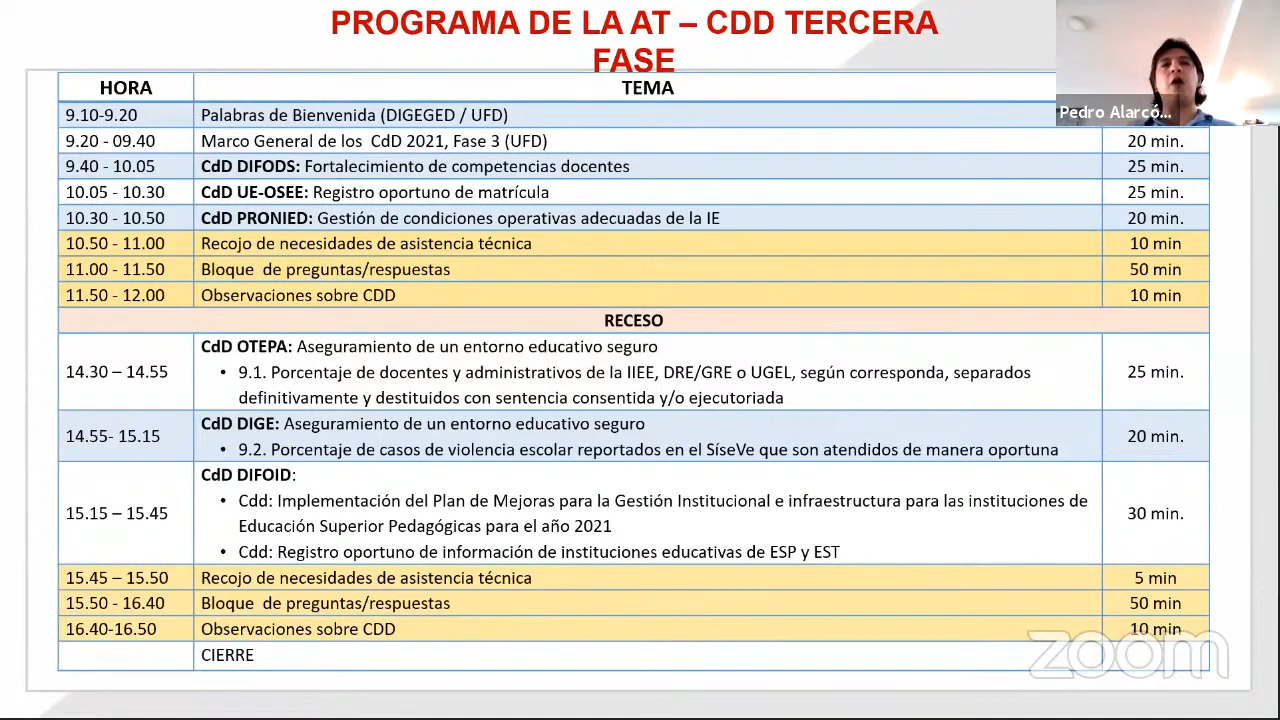 PROGRAMA DE LA AT – CDD TERCERA
FASE
Pedro Alarcó...
HORA TEMA
9.10-9.20 Palabras de Bienvenida (DIGEGED / UFD)
9.20 - 09.40 Marco General de los CdD 2021, Fase 3 (UFD) 20 min.
9.40 - 10.05 CdD DIFODS: Fortalecimiento de competencias docentes 25 min.
10.05 - 10.30 CdD UE-OSEE: Registro oportuno de matrícula 25 min.
10.30 - 10.50 CdD PRONIED: Gestión de condiciones operativas adecuadas de la IE 20 min.
10.50 - 11.00 Recojo de necesidades de asistencia técnica 10 min
11.00 - 11.50 Bloque de preguntas/respuestas 50 min
11.50 - 12.00 Observaciones sobre CDD 10 min
RECESO
14.30 – 14.55 CdD OTEPA: Aseguramiento de un entorno educativo seguro 25 min.
• 9.1. Porcentaje de docentes y administrativos de la IIEE, DRE/GRE o UGEL, según corresponda, separados
definitivamente y destituidos con sentencia consentida y/o ejecutoriada
14.55- 15.15 CdD DIGE: Aseguramiento de un entorno educativo seguro 20 min.
• 9.2. Porcentaje de casos de violencia escolar reportados en el SíseVe que son atendidos de manera oportuna
15.15 – 15.45 CdD DIFOID: 30 min.
• Cdd: Implementación del Plan de Mejoras para la Gestión Institucional e infraestructura para las instituciones de
Educación Superior Pedagógicas para el año 2021
• Cdd: Registro oportuno de información de instituciones educativas de ESP y EST
15.45 – 15.50 Recojo de necesidades de asistencia técnica 5 min
15.50 - 16.40 Bloque de preguntas/respuestas 50 min
16.40-16.50 Observaciones sobre CDD 10 min
CIERRE
zoom